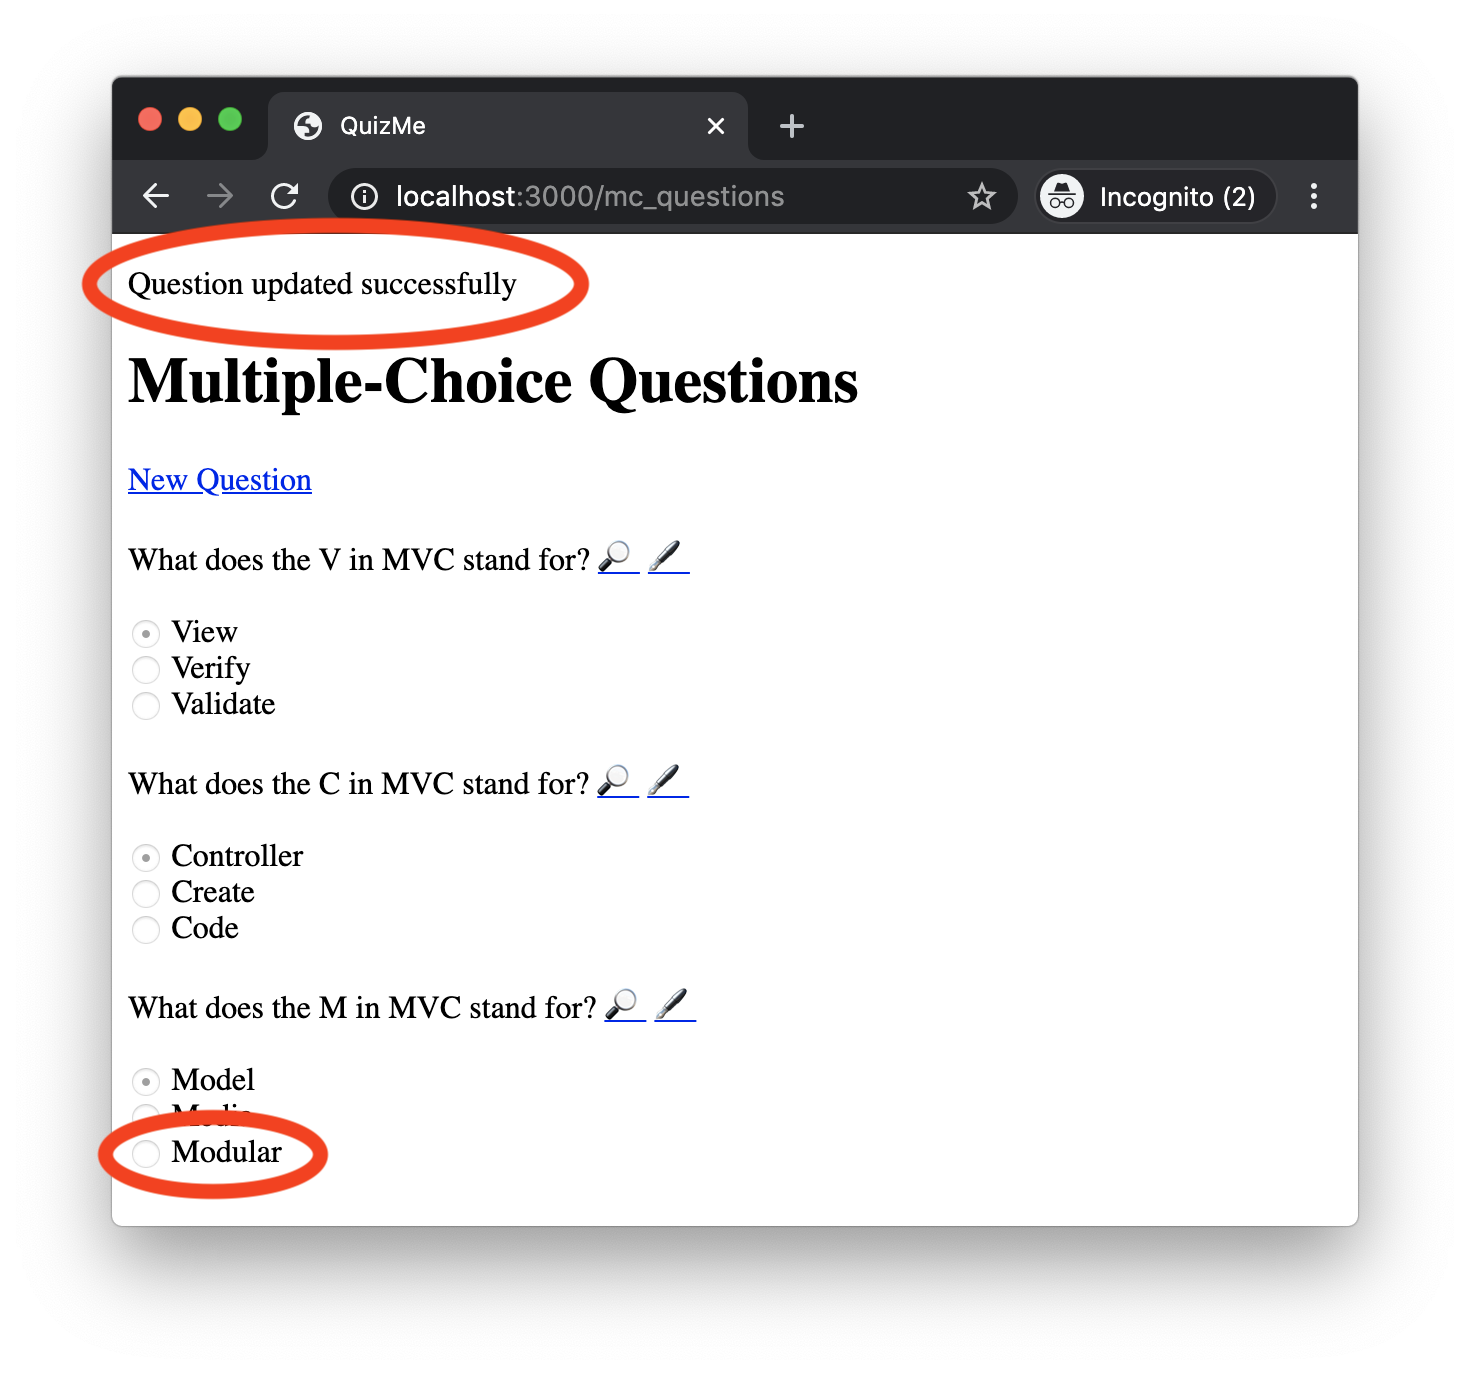 QuizMe
localhost:3000/mc_questions
Incognito (2)
Question updated successfully
Multiple-Choice Questions
New Question
What does the V in MVC stand for?
View
Verify
Validate
What does the C in MVC stand for?
Controller
Create
Code
What does the M in MVC stand for?
Model
Modular